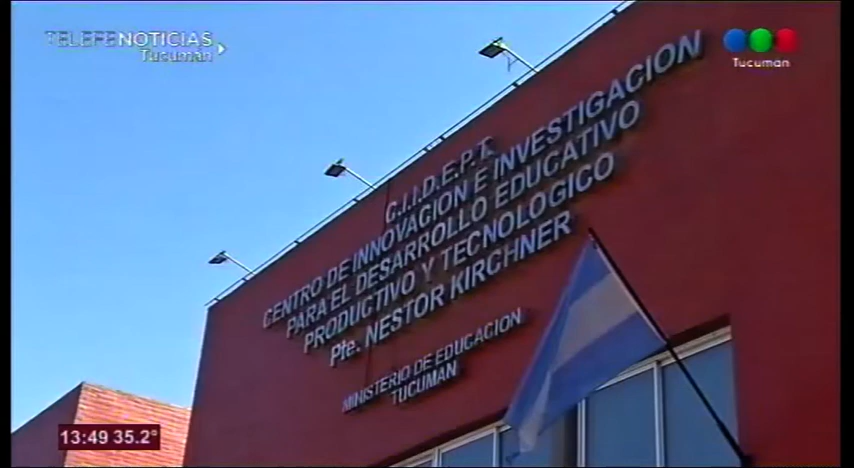 TELEFENOTICIAS
Tucumán
Tucumán
C.I.I.D.E.P.T.
CENTRO DE INNOVACION E INVESTIGACION
PARA EL DESARROLLO EDUCATIVO
PRODUCTIVO Y TECNOLOGICO
Pte. NESTOR KIRCHNER
MINISTERIO DE EDUCACION
TUCUMAN
13:49 35.2°